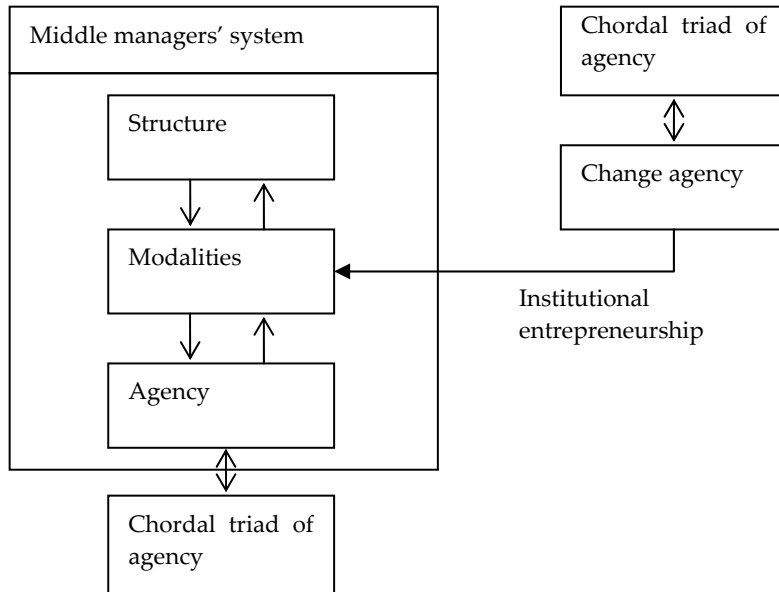 Middle managers’ system
Structure
Modalities
Agency
Chordal triad of
agency
Chordal triad of
agency
Change agency
Institutional
entrepreneurship